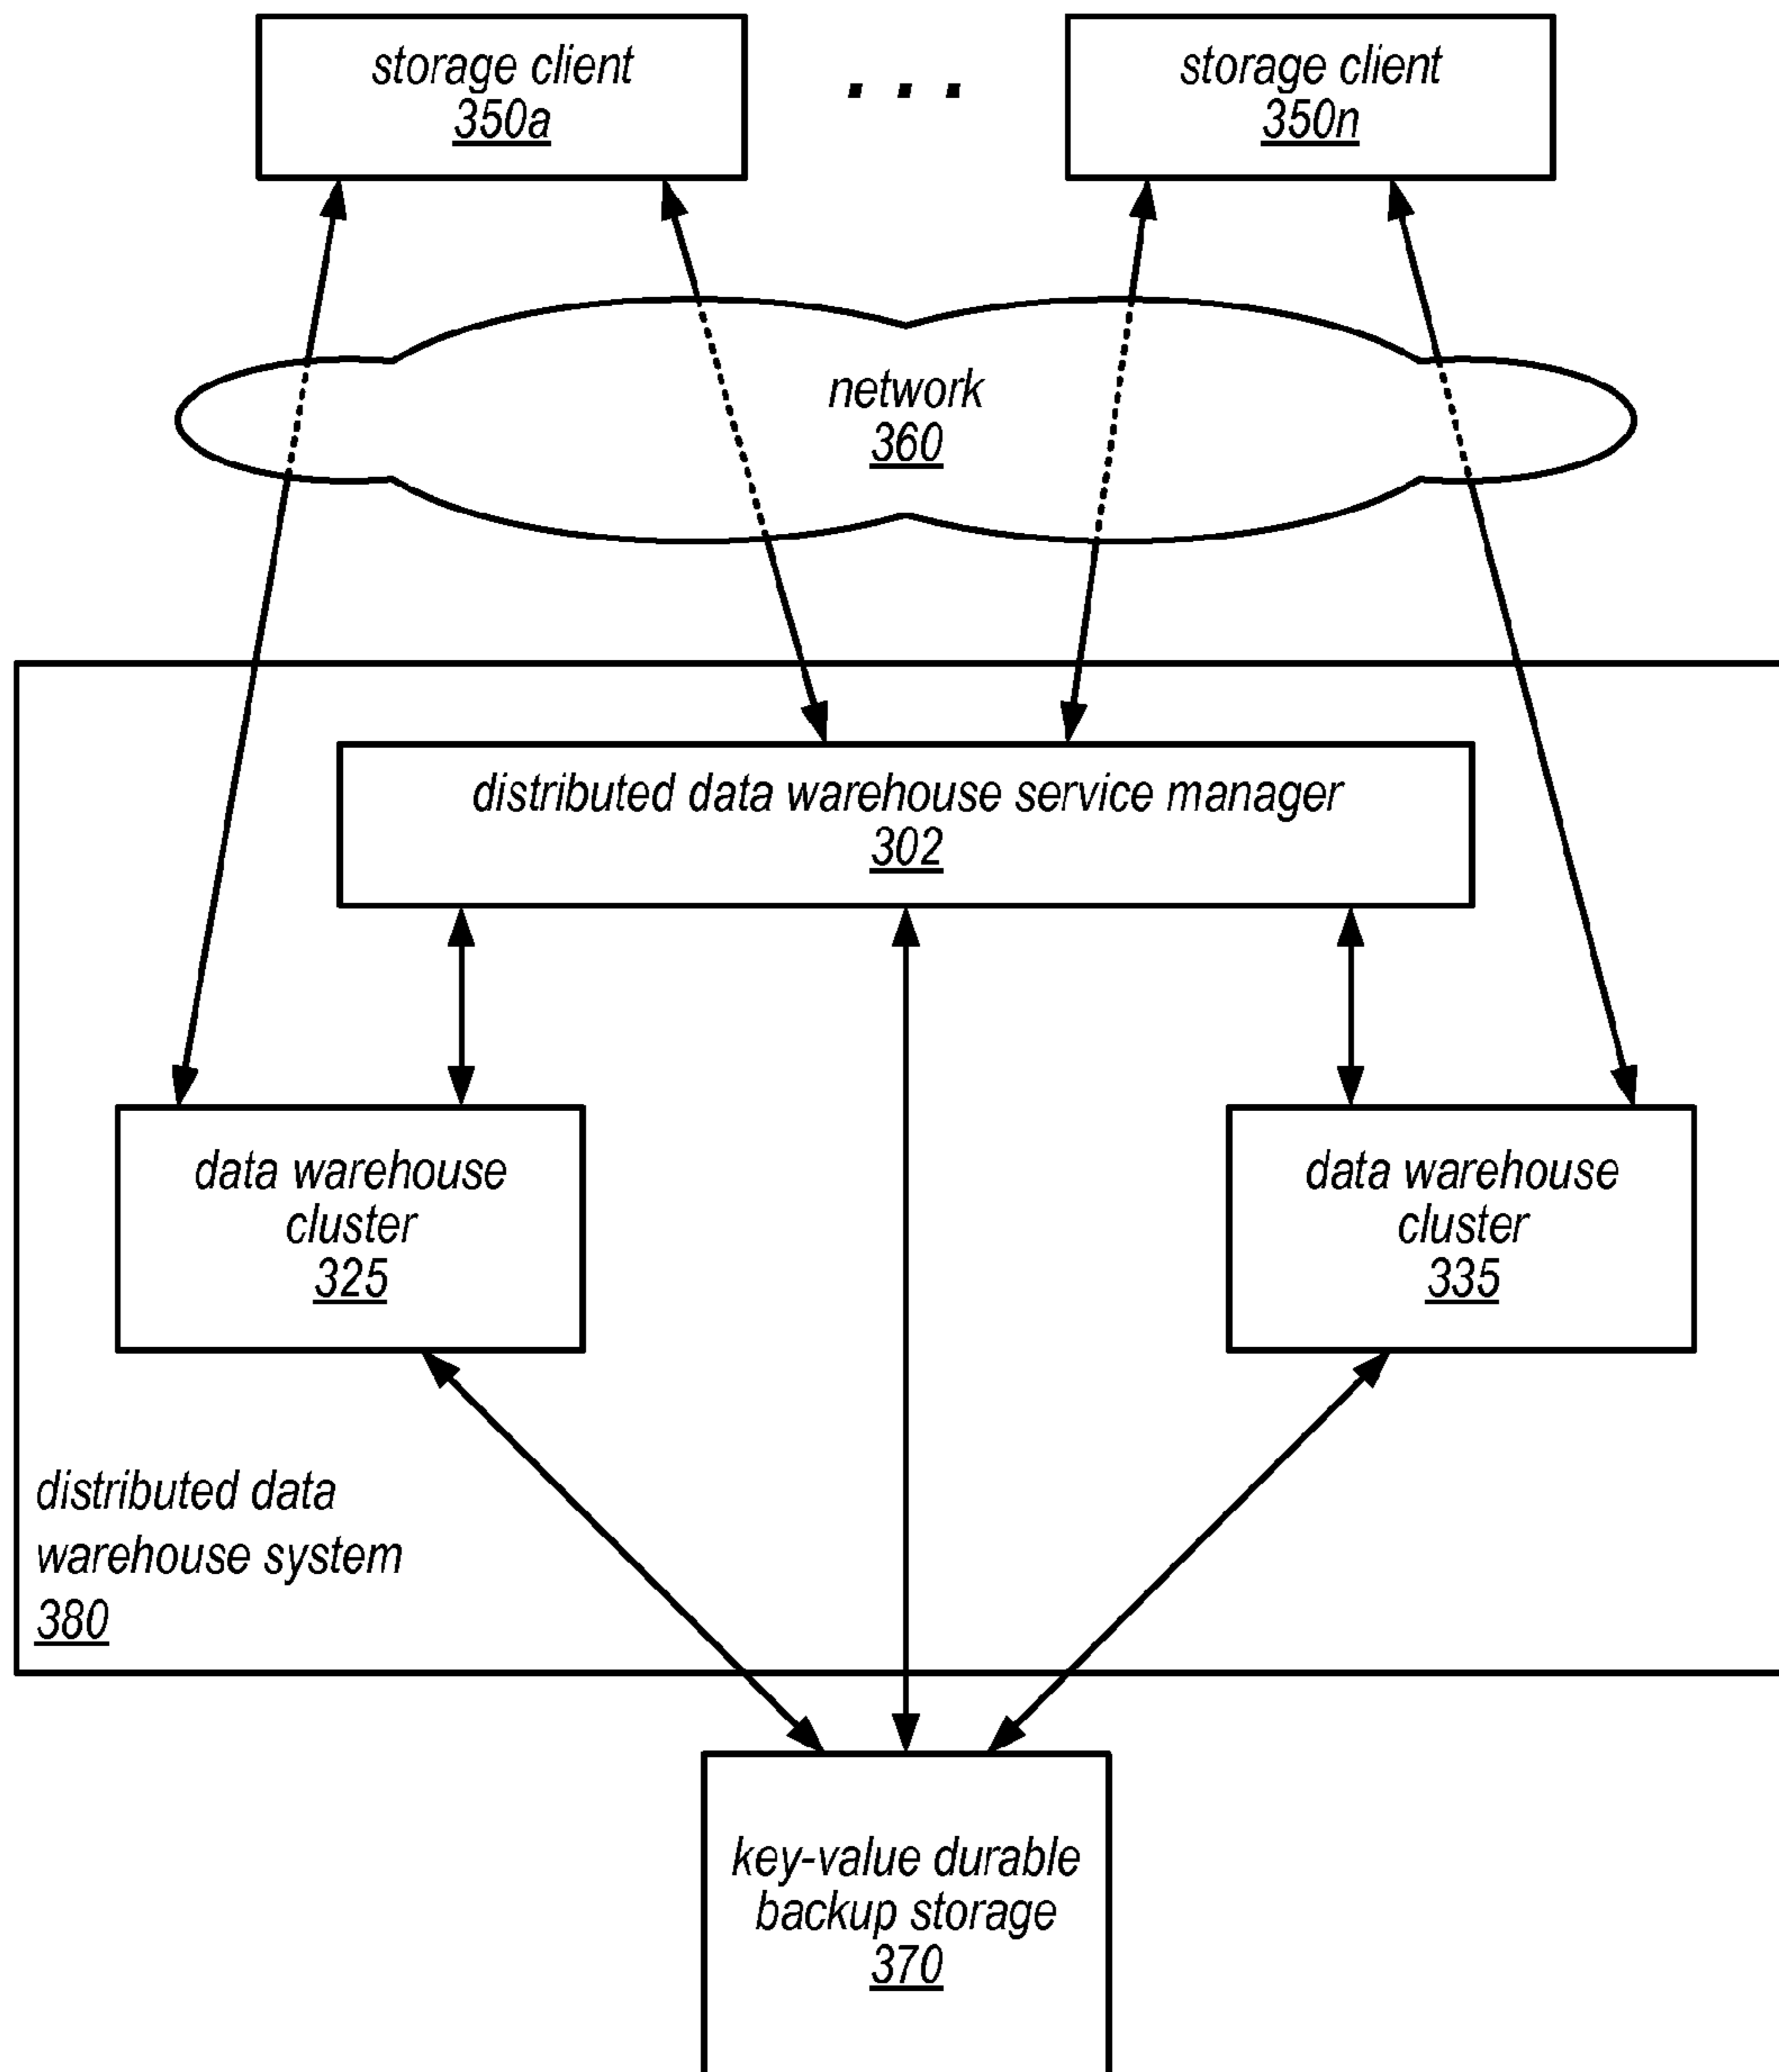 storage client
350a
. . .
storage client
350n
network
360
distributed data warehouse service manager
302
data warehouse
cluster
325
data warehouse
cluster
335
distributed data
warehouse system
380
key-value durable
backup storage
370